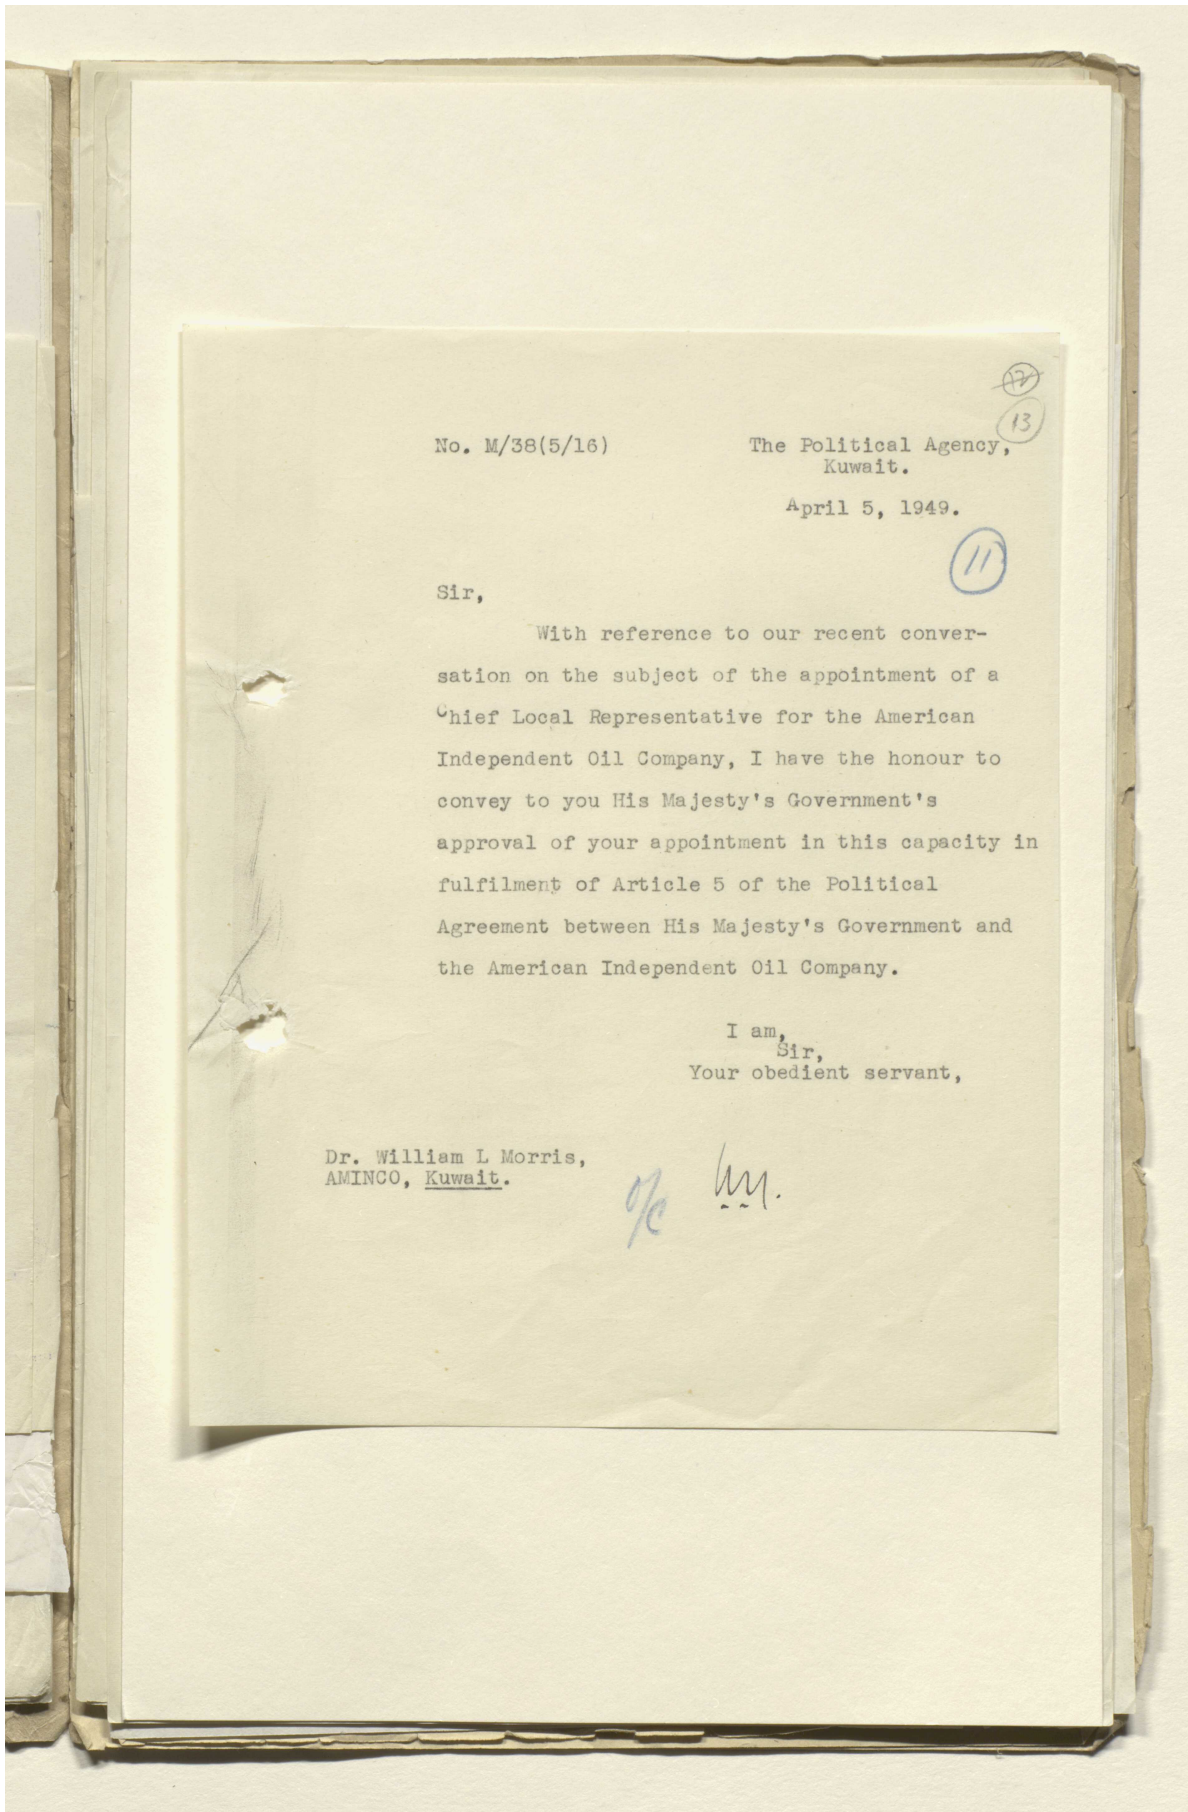 12
13
No. M/38(5/16)
The Political Agency,
Kuwait.
April 5, 1949.
11
Sir,
With reference to our recent conver-
sation on the subject of the appointment of a
Chief Local Representative for the American
Independent Oil Company, I have the honour to
convey to you His Majesty's Government's
approval of your appointment in this capacity in
fulfilment of Article 5 of the Political
Agreement between His Majesty's Government and
the American Independent Oil Company.
I am,
Sir,
Your obedient servant,
Dr. William L Morris,
AMINCO, Kuwait.
o/c